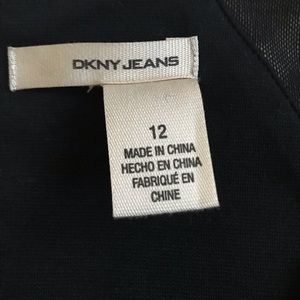 DKNY JEANS
12
MADE IN CHINA
HECHO EN CHINA
FABRIQUÉ EN
CHINE